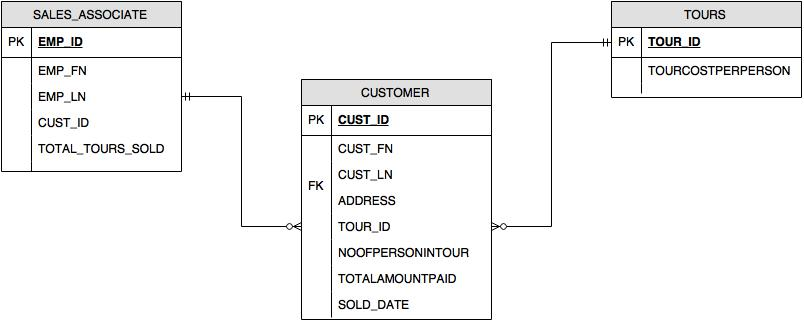 SALES_ASSOCIATE
PK EMP_ID
EMP_FN
EMP_LN
CUST_ID
TOTAL_TOURS_SOLD
CUSTOMER
PK CUST_ID
CUST_FN
CUST_LN
FK
ADDRESS
TOUR_ID
NOOFPERSONINTOUR
TOTALAMOUNTPAID
SOLD_DATE
TOURS
PK TOUR_ID
TOURCOSTPERPERSON